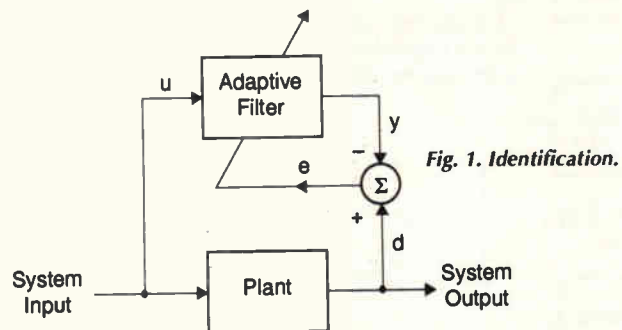 Adaptive
Filter
u
y
−
e
Σ
Fig. 1. Identification.
+
d
System
Input
Plant
System
Output